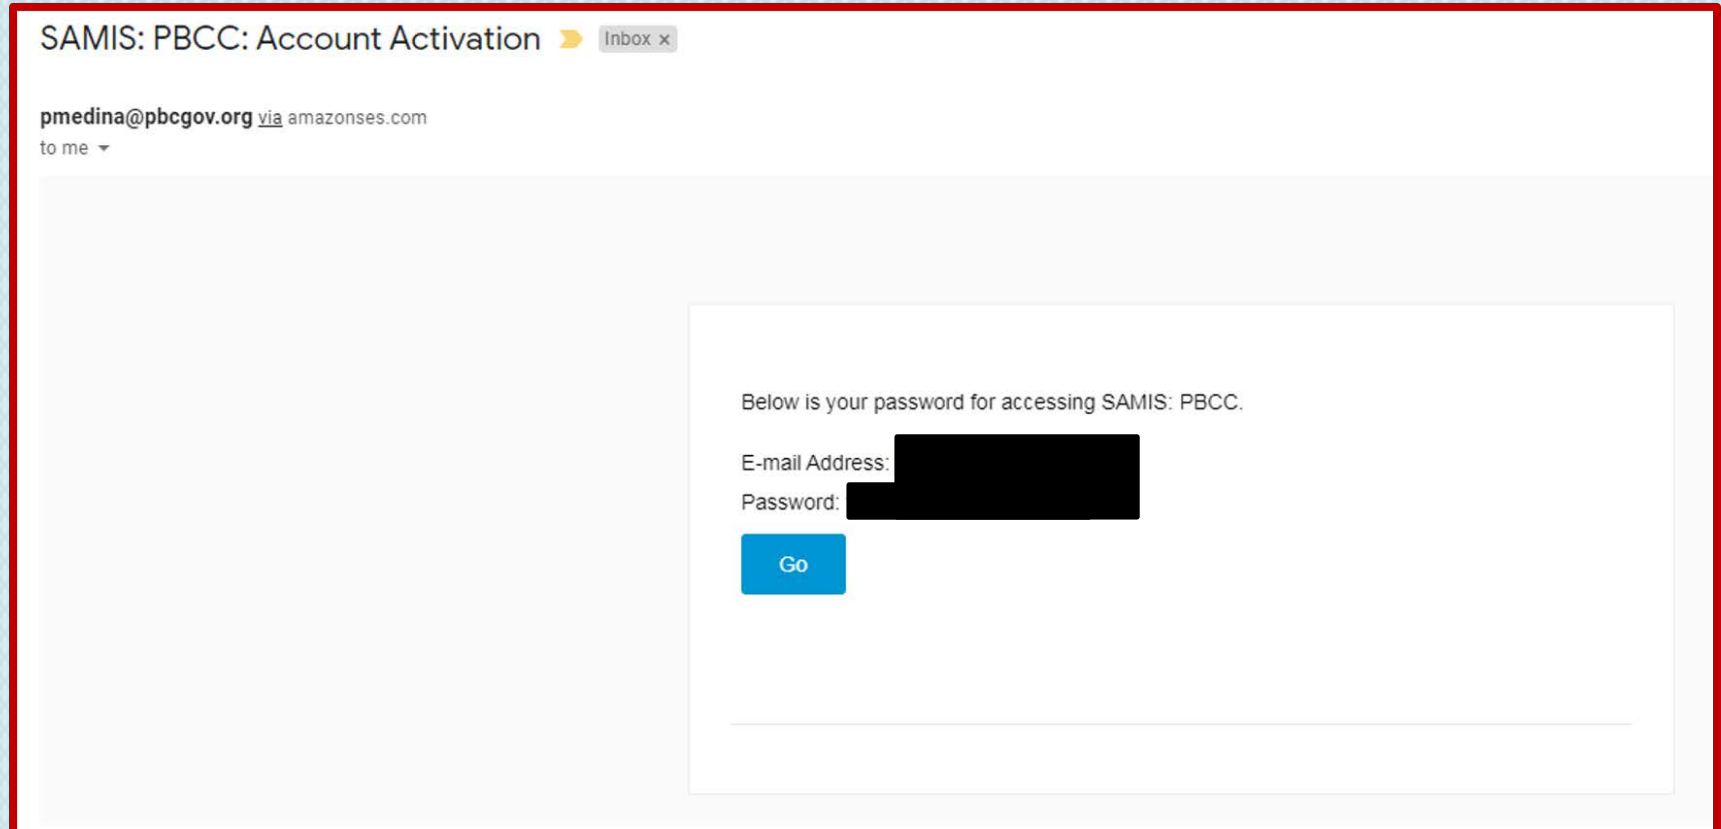 SAMIS: PBCC: Account Activation Inbox x
pmedina@pbcgov.org via amazonses.com
to me
Below is your password for accessing SAMIS: PBCC.
E-mail Address:
Password:
Go